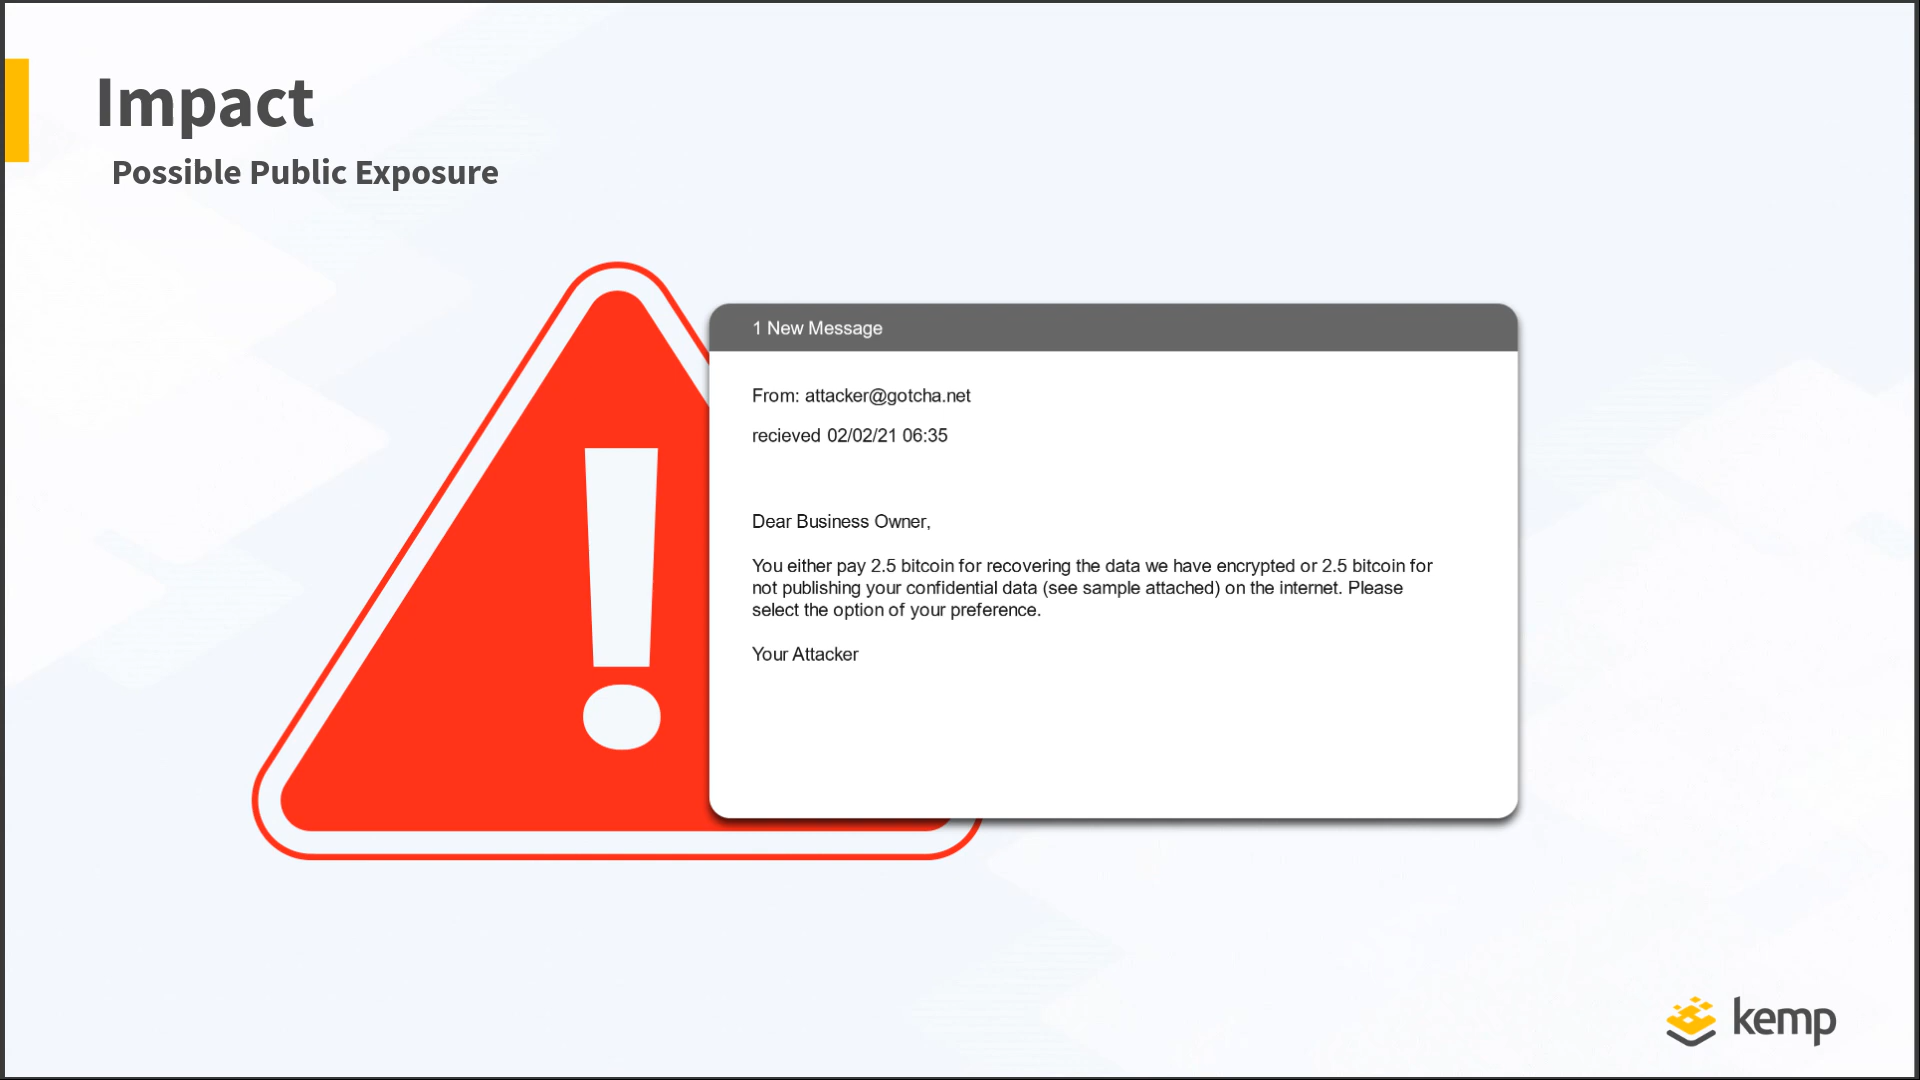 Impact
Possible Public Exposure
1 New Message
From: attacker@gotcha.net
recieved 02/02/21 06:35
Dear Business Owner,
You either pay 2.5 bitcoin for recovering the data we have encrypted or 2.5 bitcoin for
not publishing your confidential data (see sample attached) on the internet. Please
select the option of your preference.
Your Attacker
kemp